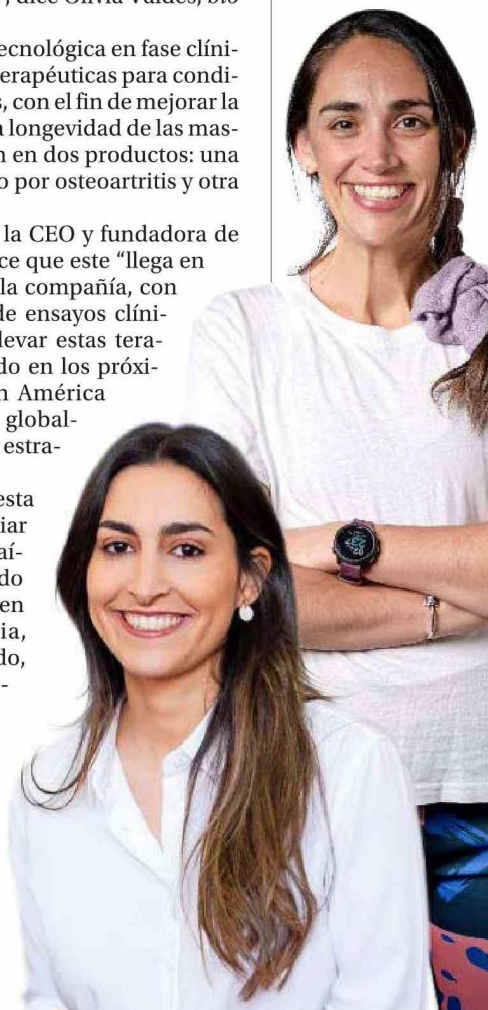 , dice Olivia Valdés, bio
ecnológica en fase clíni-
erapéuticas para condi-
s, con el fin de mejorar la
a longevidad de las mas-
n en dos productos: una
o por osteoartritis y otra
la CEO y fundadora de
ce que este “llega en
la compañía, con
de ensayos clíni-
levar estas tera-
do en los próxi-
n América
global-
estra-
esta
iar
aí-
do
en
ia,
do,
-